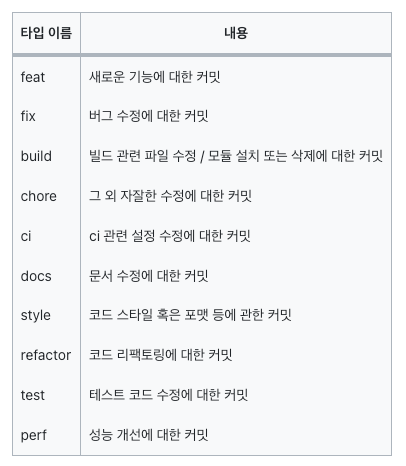 타입 이름 내용
feat 새로운 기능에 대한 커밋
fix 버그 수정에 대한 커밋
build 빌드 관련 파일 수정 / 모듈 설치 또는 삭제에 대한 커밋
chore 그 외 자잘한 수정에 대한 커밋
ci ci 관련 설정 수정에 대한 커밋
docs 문서 수정에 대한 커밋
style 코드 스타일 혹은 포맷 등에 관한 커밋
refactor 코드 리팩토링에 대한 커밋
test 테스트 코드 수정에 대한 커밋
perf 성능 개선에 대한 커밋